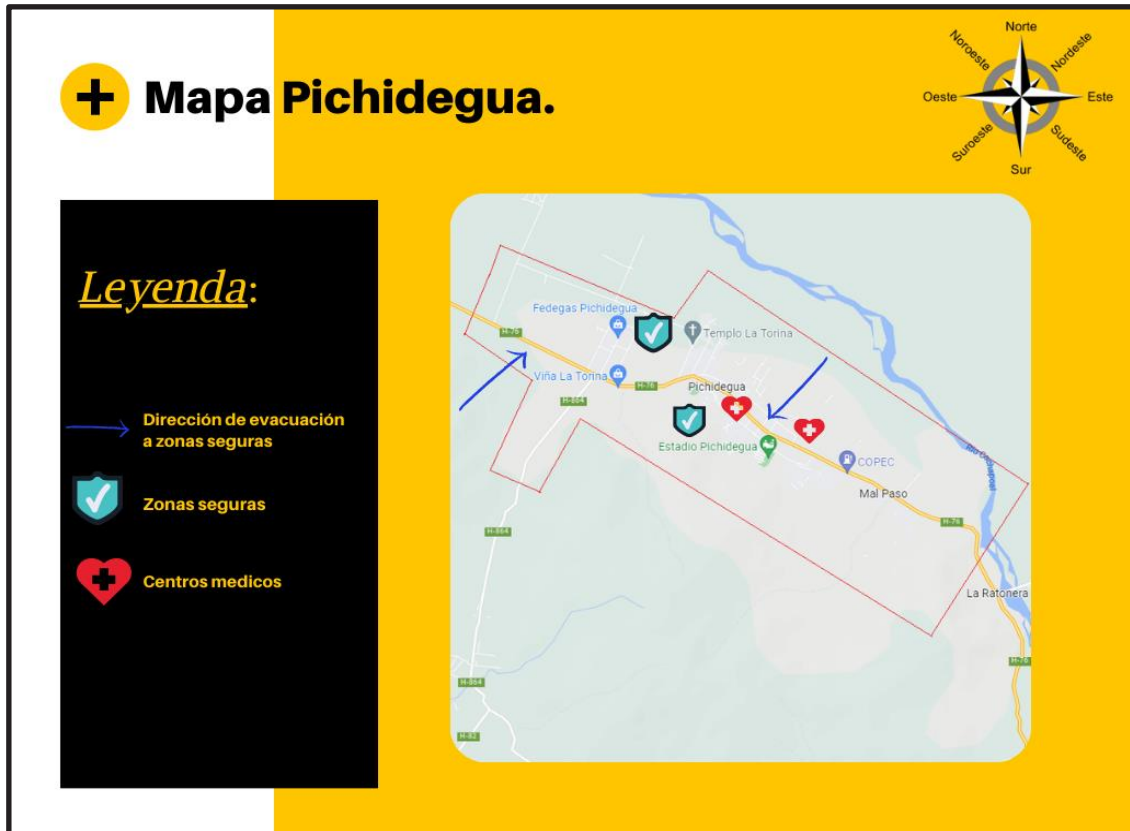 Norte
Noroeste
Nordeste
Oeste
Este
Suroeste
Sudeste
Sur
Mapa Pichidegua.
Leyenda:
Dirección de evacuación
a zonas seguras
Zonas seguras
Centros medicos
Fedegas Pichidegua
H-76
Templo La Torina
Viña La Torina
H-76
Pichidegua
H-864
Estadio Pichidegua
COPEC
Río Cachapoal
Mal Paso
H-76
H-864
La Ratonera
H-76
H-864
H-82